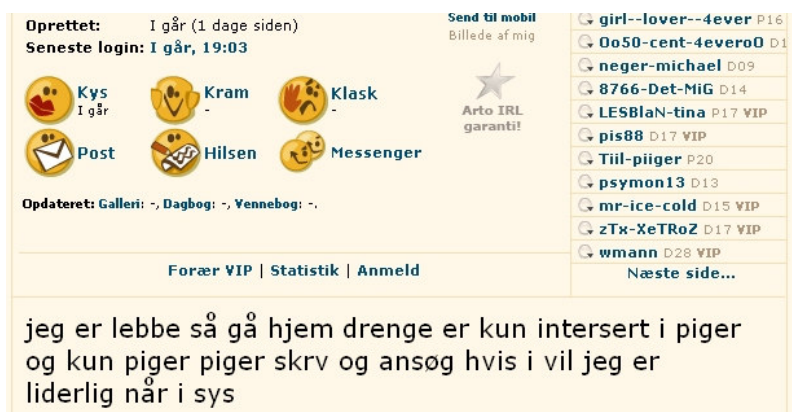 Oprettet: I går (1 dage siden)
Seneste login: I går, 19:03
Kys
I går
Kram
-
Klask
-
Post
Hilsen
Messenger
Opdateret: Galleri: -, Dagbog: -, Vennebog: -.
Send til mobil
Billede af mig
Arto IRL
garanti!
Forær VIP | Statistik | Anmeld
girl--lover--4ever P16
Oo50-cent-4everoO D1
neger-michael D09
8766-Det-MiG D14
LESBlaN-tina P17 VIP
pis88 D17 VIP
Tiil-piiger P20
psymon13 D13
mr-ice-cold D15 VIP
zTx-XeTRoZ D17 VIP
wmann D28 VIP
Næste side...
jeg er lebbe så gå hjem drenge er kun intersert i piger
og kun piger piger skrv og ansøg hvis i vil jeg er
liderlig når i sys